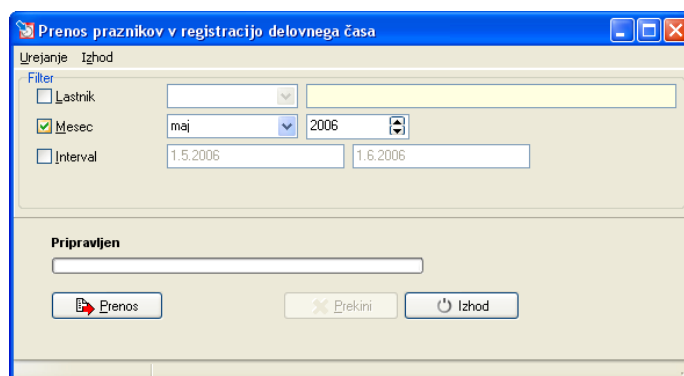 Prenos praznikov v registracijo delovnega časa
Urejanje Izhod
Filter
Lastnik
Mesec maj 2006
Interval 1.5.2006 1.6.2006
Pripravljen
Prenos Prekini Izhod